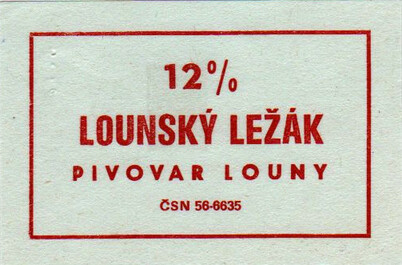 12%
LOUNSKÝ LEŽÁK
PIVOVAR LOUNY
ČSN 56-6635